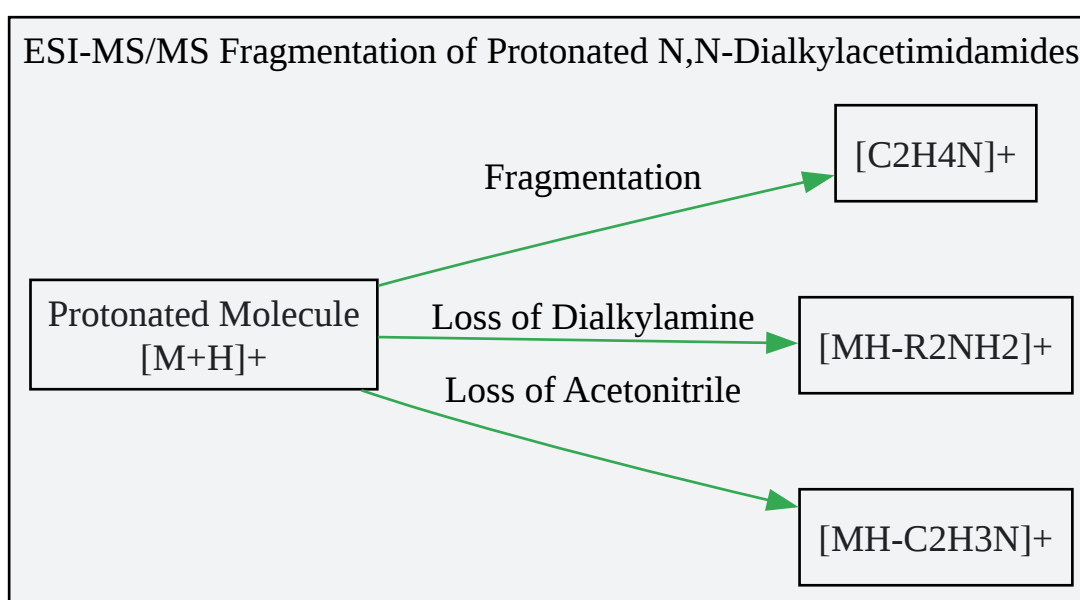 ESI-MS/MS Fragmentation of Protonated N,N-Dialkylacetimidamides
[C2H4N]+
Fragmentation
Protonated Molecule
[M+H]+
Loss of Dialkylamine
[MH-R2NH2]+
Loss of Acetonitrile
[MH-C2H3N]+